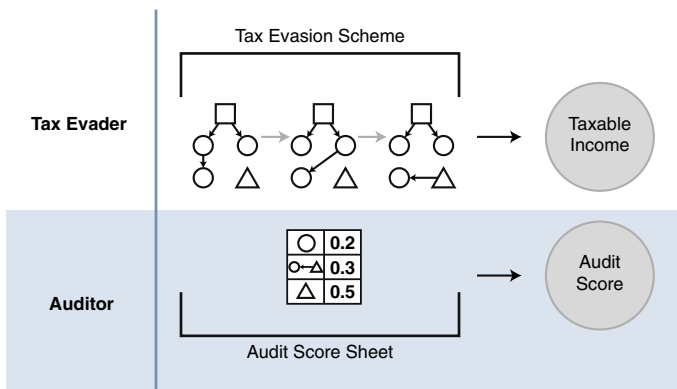 Tax Evasion Scheme
Tax Evader
Taxable
Income
0.2
0.3
0.5
Audit
Score
Auditor
Audit Score Sheet